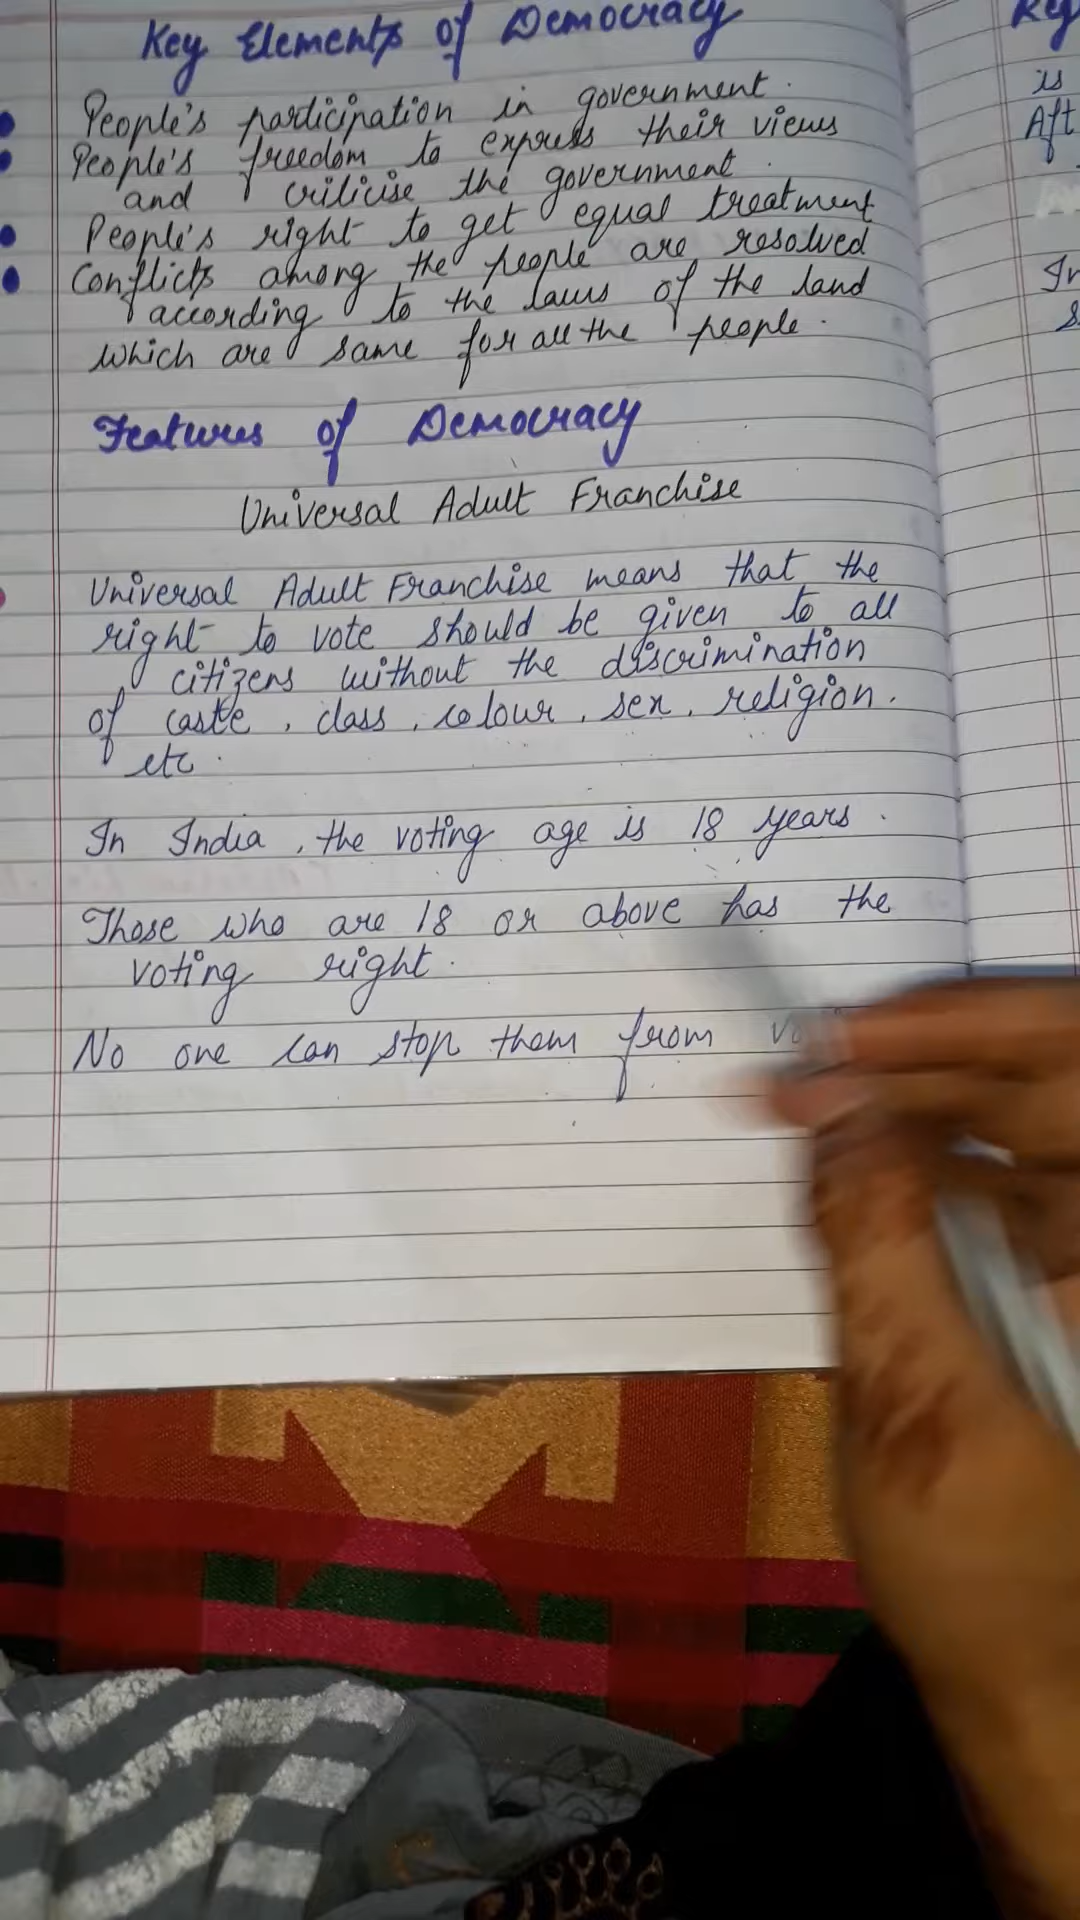 Key Elements of Democracy
People's participation in government.
People's freedom to express their views
and criticise the government.
People's right to get equal treatment
Conflicts among the people are resolved
according to the laws of the land
which are same for all the people.
Features of Democracy
Universal Adult Franchise
Universal Adult Franchise means that the
right to vote should be given to all
citizens without the discrimination
of caste, class, colour, sex, religion.
etc.
In India, the voting age is 18 years.
Those who are 18 or above has the
voting right.
No one can stop them from
is
Aft
In